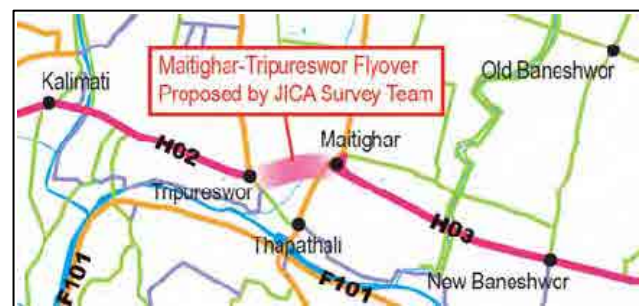 Maitighar-Tripureswor Flyover
Proposed by JICA Survey Team
Kalimati
Old Baneshwor
Maitighar
H02
Tripureswor
Thapathali
H03
New Baneshwor
F101
F101